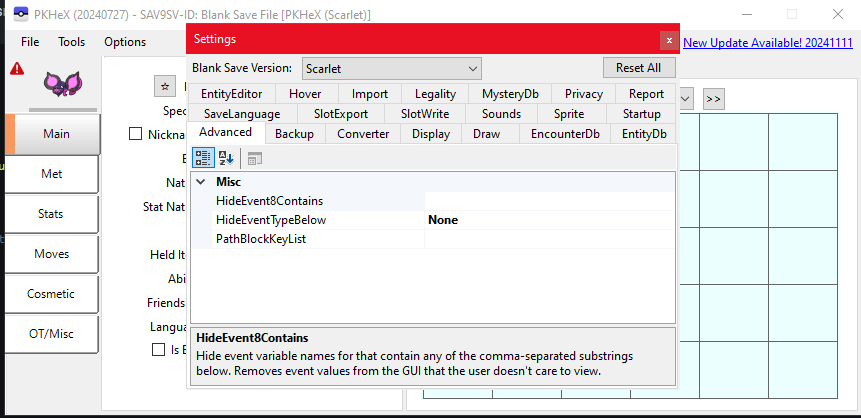 PKHeX (20240727) - SAV9SV-ID: Blank Save File [PKHeX (Scarlet)]
File Tools Options
Settings
x
New Update Available! 20241111
Blank Save Version: Scarlet
Reset All
EntityEditor Hover Import Legality MysteryDb Privacy Report
SaveLanguage SlotExport SlotWrite Sounds Sprite Startup
Advanced Backup Converter Display Draw EncounterDb EntityDb
>>
Misc
HideEvent8Contains
HideEventTypeBelow None
PathBlockKeyList
HideEvent8Contains
Hide event variable names for that contain any of the comma-separated substrings
below. Removes event values from the GUI that the user doesn't care to view.
Main
Met
Stats
Moves
Cosmetic
OT/Misc
Spec
Nickna
Nat
Stat Nat
Held It
Abi
Friends
Langua
Is E